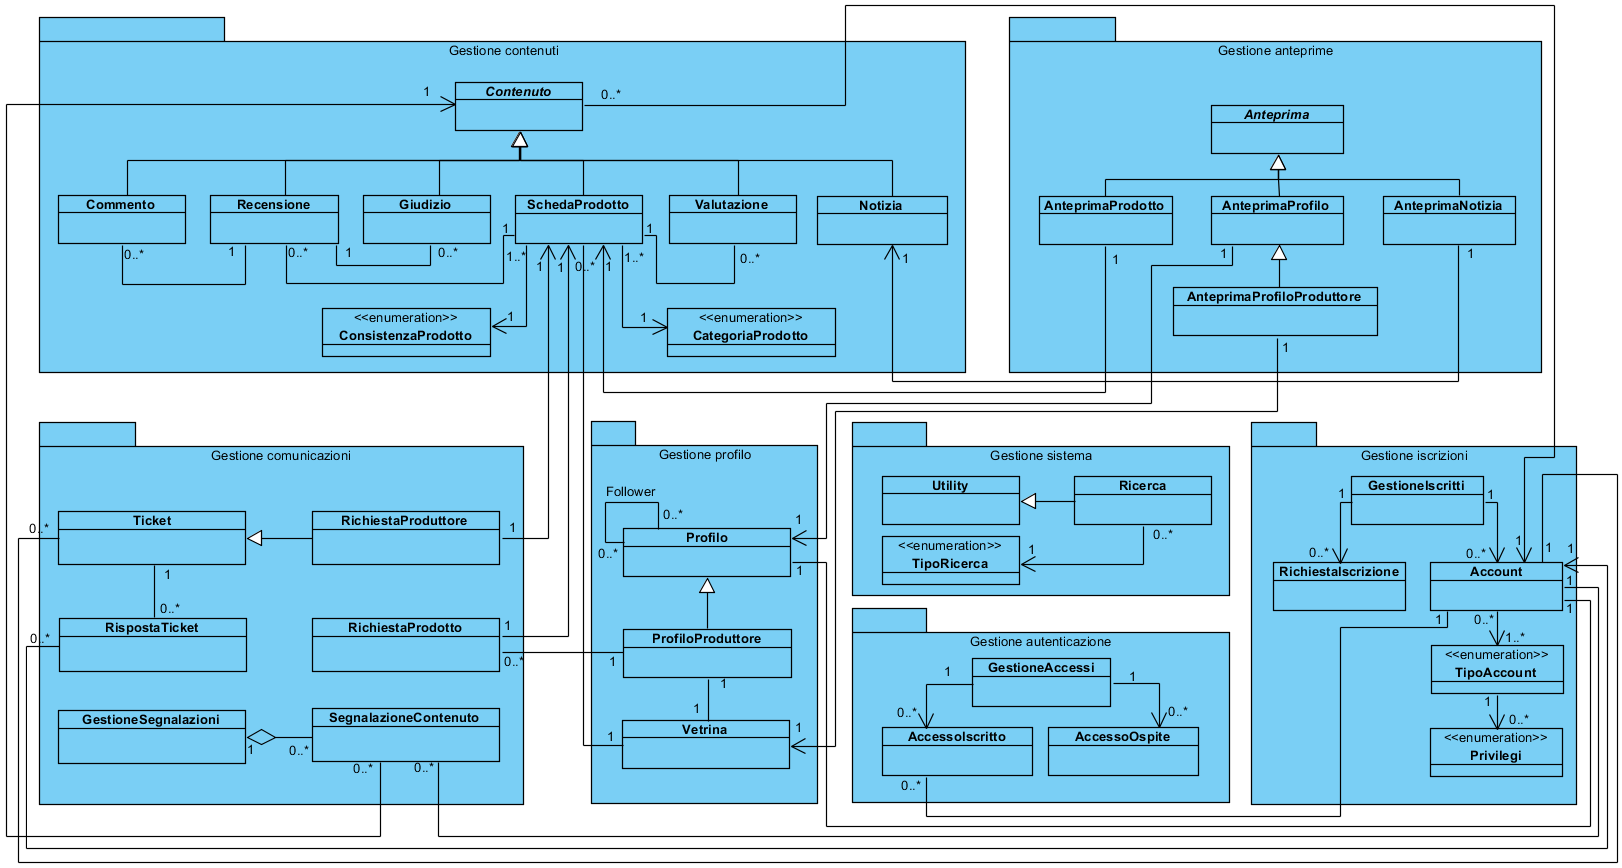 Gestione contenuti
1
Contenuto
0..*
Commento
Recensione
Giudizio
SchedaProdotto
Valutazione
Notizia
0..*
1
0..*
1
0..*
1
1..*
1
1
0..*
1
1..*
1
0..*
1
<<enumeration>>
ConsistenzaProdotto
1
1
<<enumeration>>
CategoriaProdotto
Gestione anteprime
Anteprima
AnteprimaProdotto
AnteprimaProfilo
AnteprimaNotizia
1
1
1
AnteprimaProfiloProduttore
1
Gestione comunicazioni
0..*
Ticket
RichiestaProduttore
1
1
0..*
0..*
RispostaTicket
RichiestaProdotto
1
0..*
GestioneSegnalazioni
SegnalazioneContenuto
1
0..*
0..*
0..*
Gestione profilo
Follower
0..*
0..*
Profilo
1
1
ProfiloProduttore
1
1
1
Vetrina
1
1
Gestione sistema
Utility
Ricerca
0..*
<<enumeration>>
TipoRicerca
1
Gestione autenticazione
GestioneAccessi
1
1
0..*
0..*
AccessoIscritto
AccessoOspite
0..*
Gestione iscrizioni
GestioneIscritti
1
1
0..*
0..*
1
1
1
RichiestaIscrizione
Account
1
1
1
0..*
1..*
<<enumeration>>
TipoAccount
1
0..*
<<enumeration>>
Privilegi